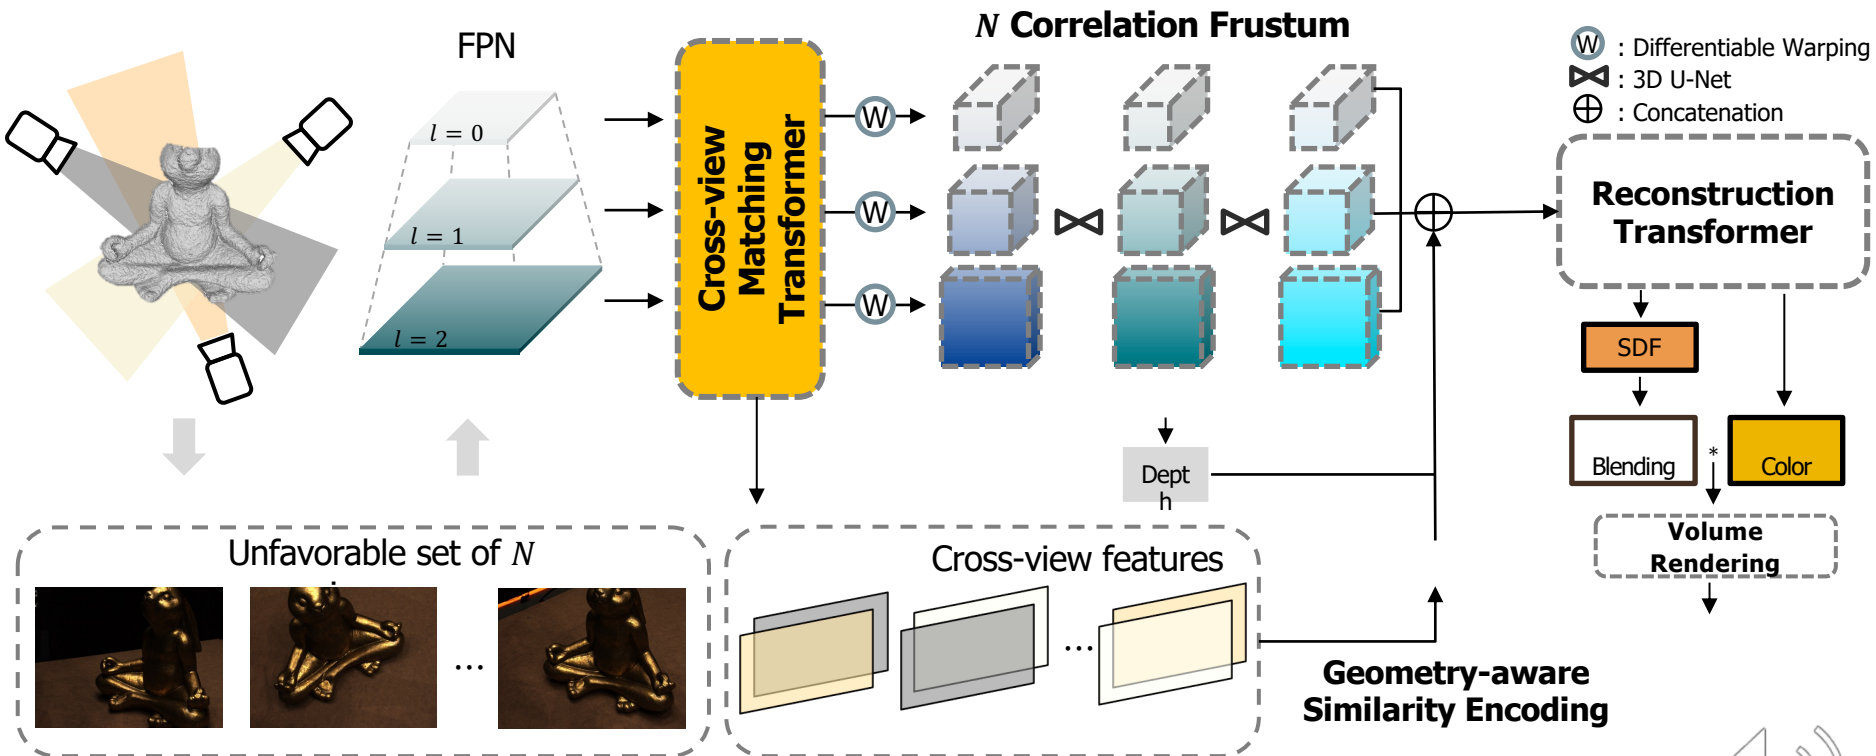 N Correlation Frustum
FPN
W : Differentiable Warping
: 3D U-Net
: Concatenation
l = 0
l = 1
l = 2
Cross-view
Matching
Transformer
W
W
W
Reconstruction
Transformer
SDF
Blending
*
Color
Dept
h
Volume
Rendering
Unfavorable set of N
...
Cross-view features
...
Geometry-aware
Similarity Encoding